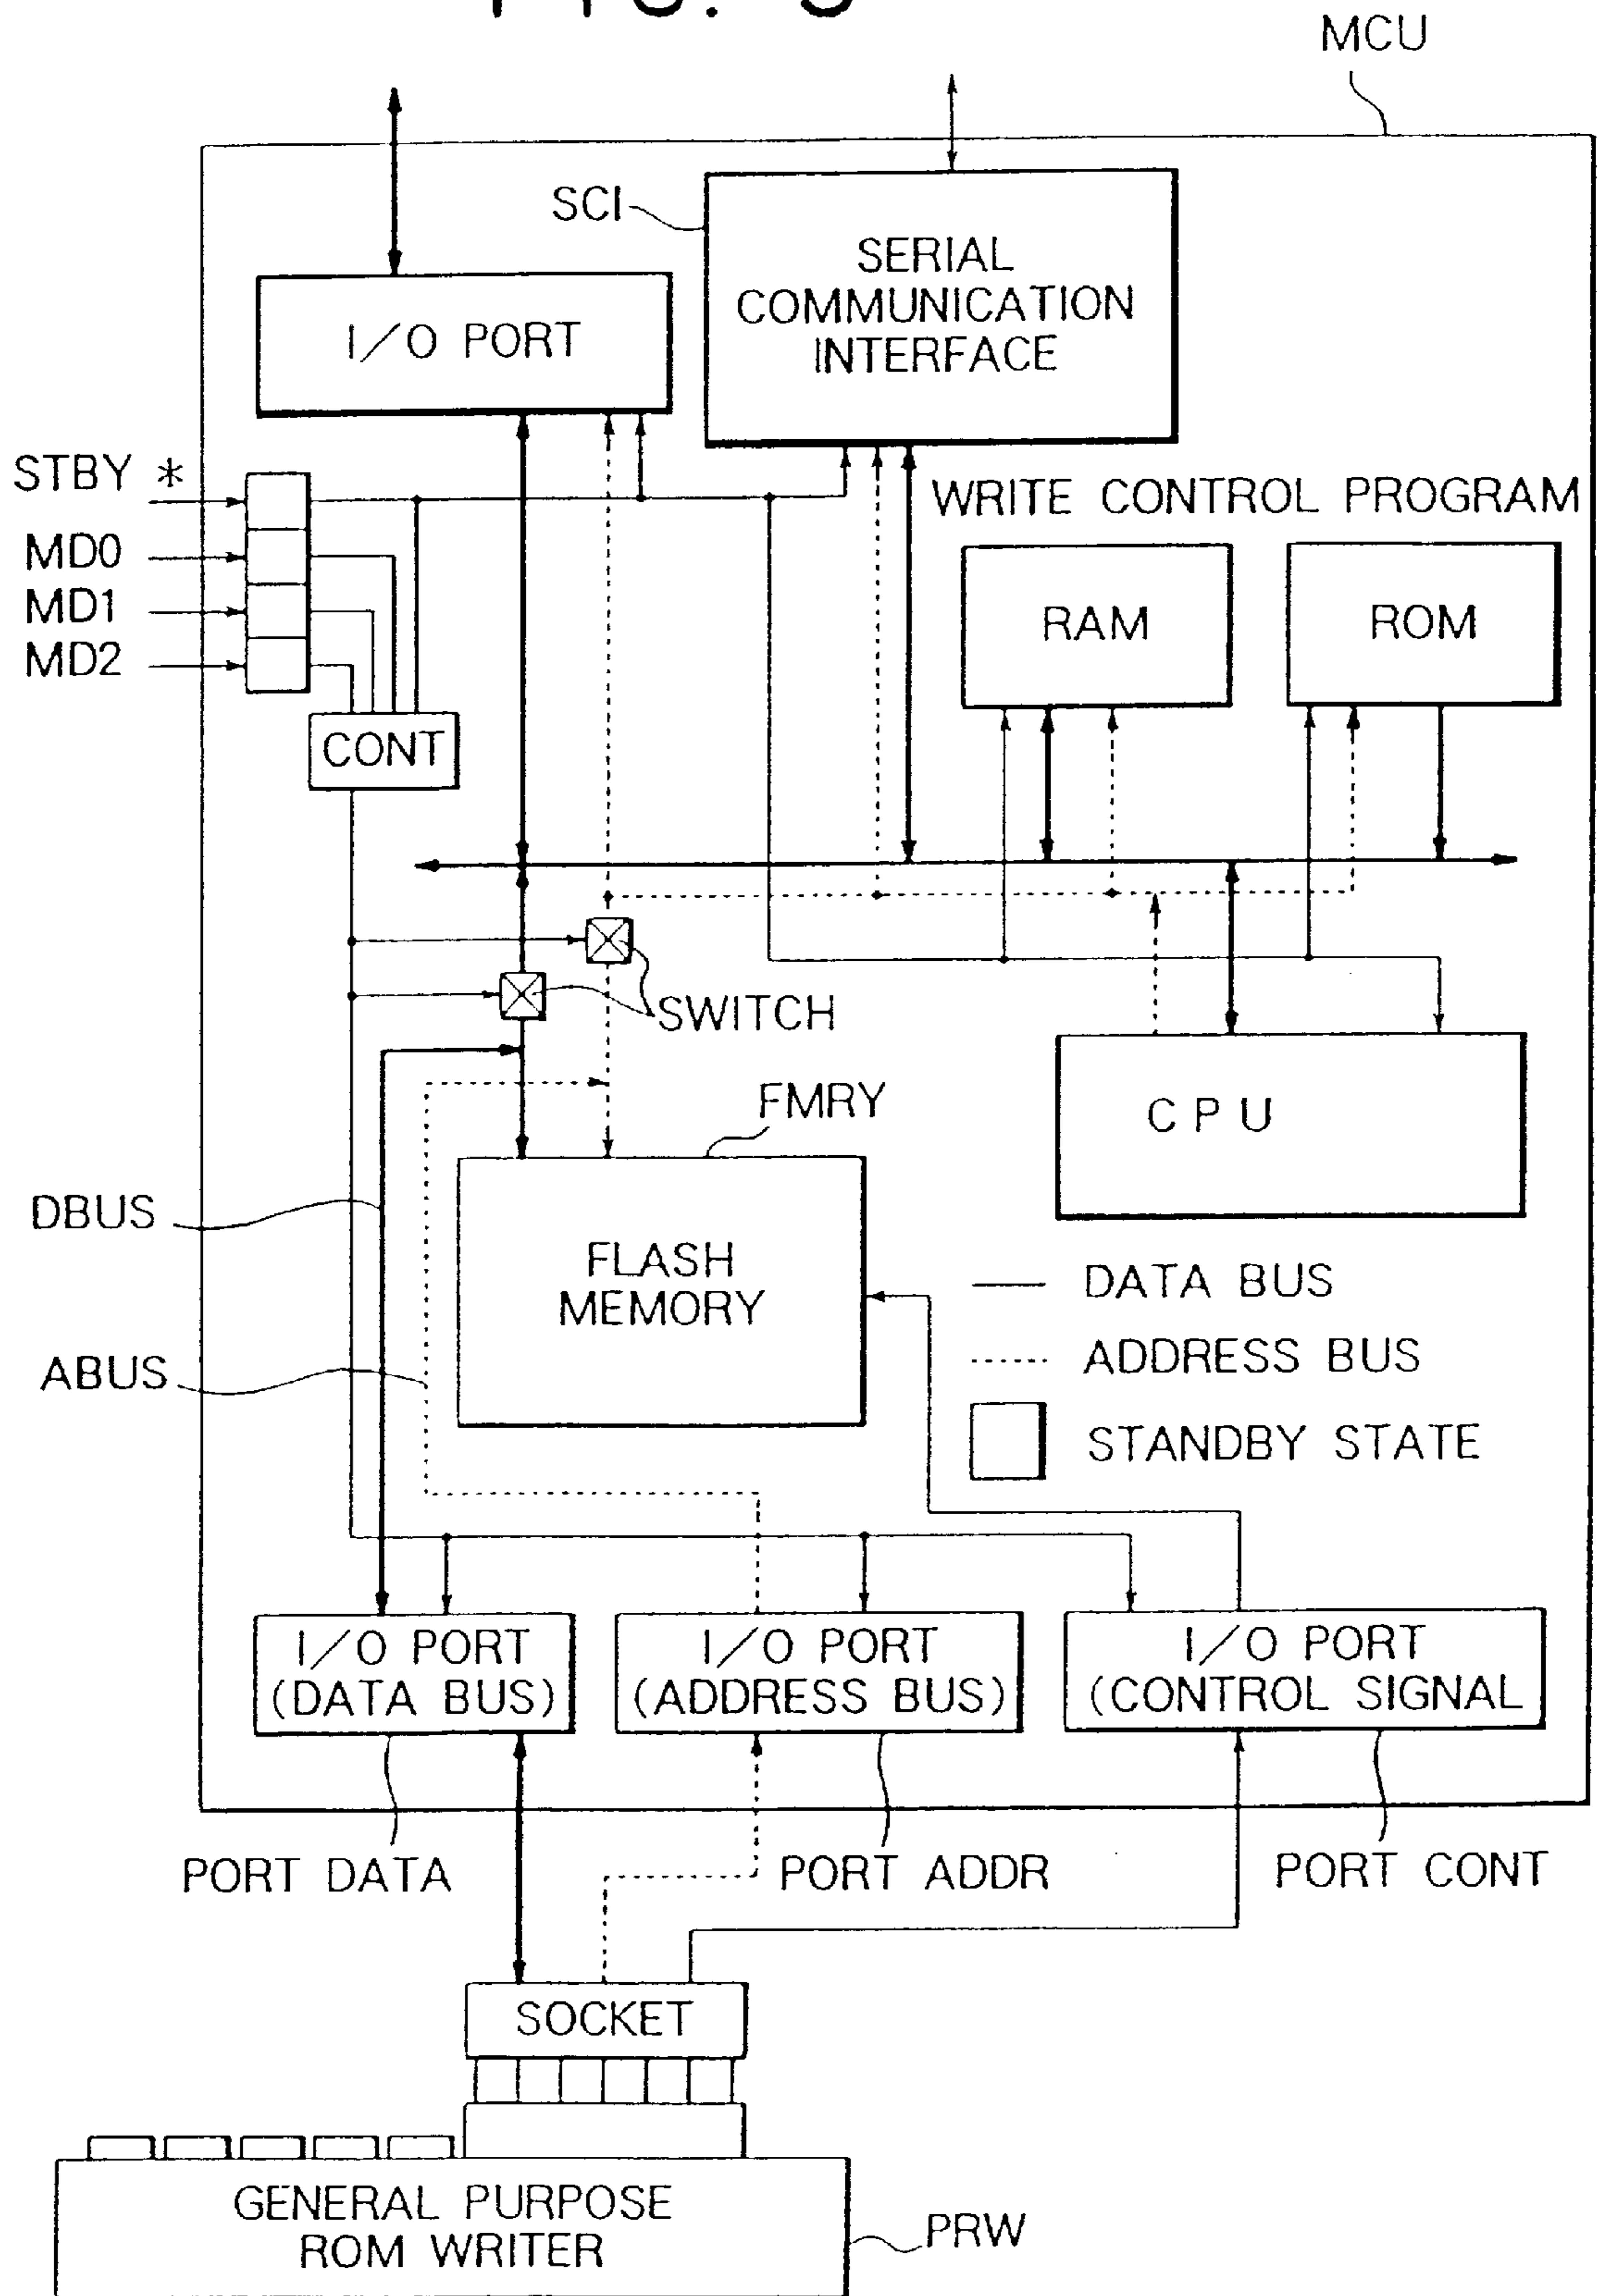 MCU
SCI
SERIAL
COMMUNICATION
INTERFACE
I/O PORT
STBY *
WRITE CONTROL PROGRAM
MD0
MD1
MD2
RAM
ROM
CONT
SWITCH
FMRY
CPU
DBUS
FLASH
MEMORY
DATA BUS
ABUS
ADDRESS BUS
STANDBY STATE
I/O PORT
(DATA BUS)
I/O PORT
(ADDRESS BUS)
I/O PORT
(CONTROL SIGNAL
PORT DATA
PORT ADDR
PORT CONT
SOCKET
GENERAL PURPOSE
ROM WRITER
PRW